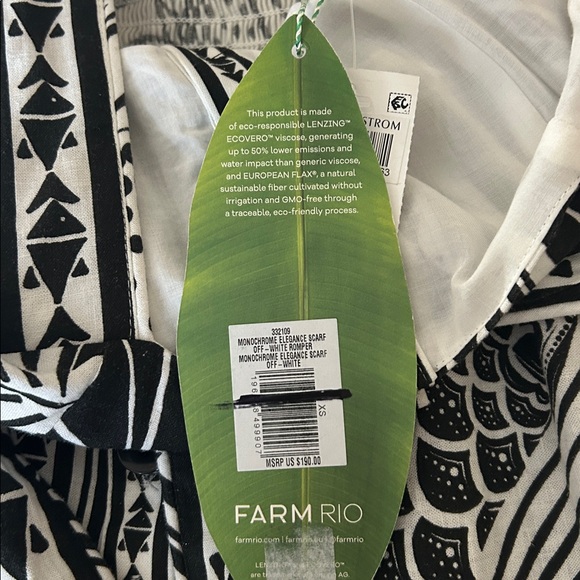 This product is made
of eco-responsible LENZING™
ECOVERO™ viscose, generating
up to 50% lower emissions and
water impact than generic viscose,
and EUROPEAN FLAX®, a natural
sustainable fiber cultivated without
irrigation and GMO-free through
a traceable, eco-friendly process.
STROM
63
332109
MONOCHROME ELEGANCE SCARF
OFF-WHITE ROMPER
MONOCHROME ELEGANCE SCARF
OFF-WHITE
XS
MSRP US $190.00
FARM RIO
farmrio.com | farmrio.eu | @farmrio
AG